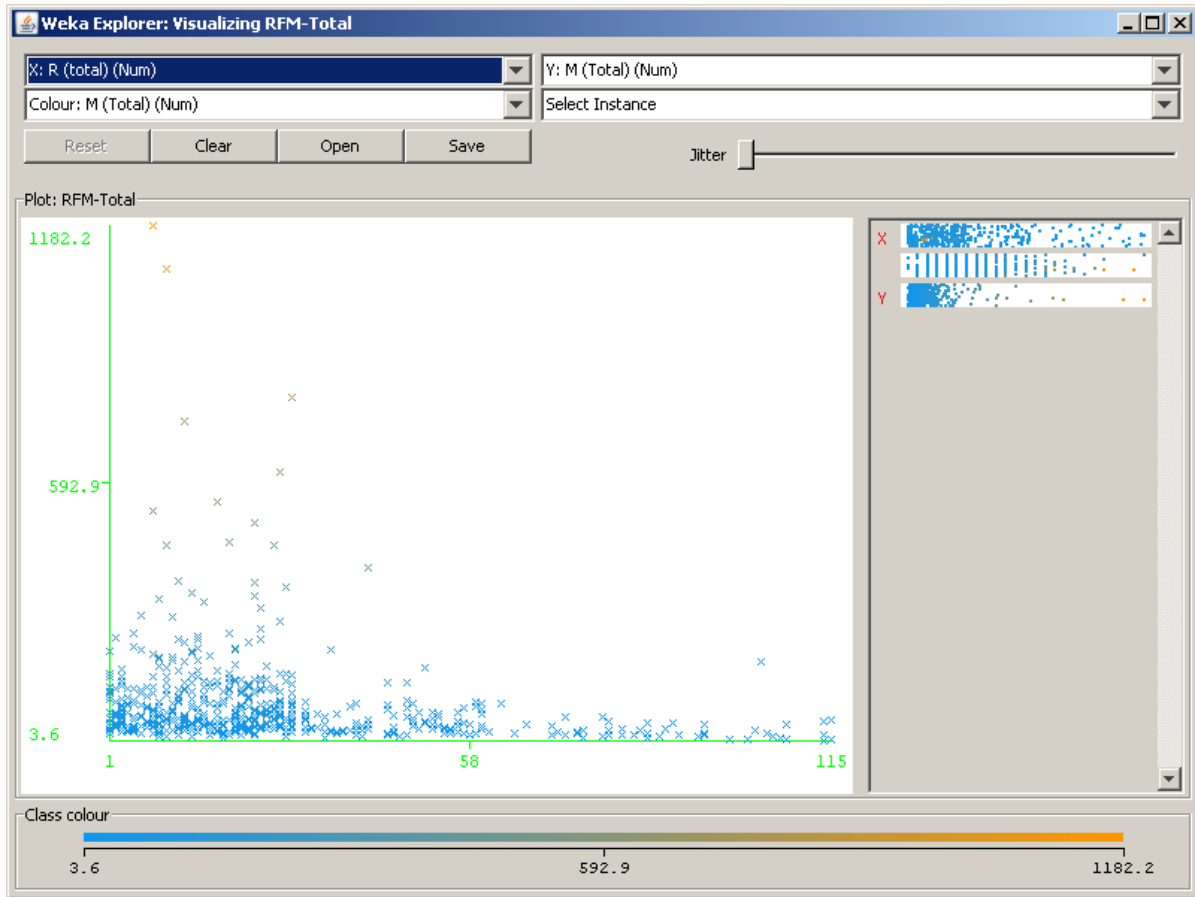 Weka Explorer: Visualizing RFM-Total
X: R (total) (Num) Y: M (Total) (Num)
Colour: M (Total) (Num) Select Instance
Reset Clear Open Save Jitter
Plot: RFM-Total
1182.2
592.9
3.6
1 58 115
X
Y
Class colour
3.6 592.9 1182.2